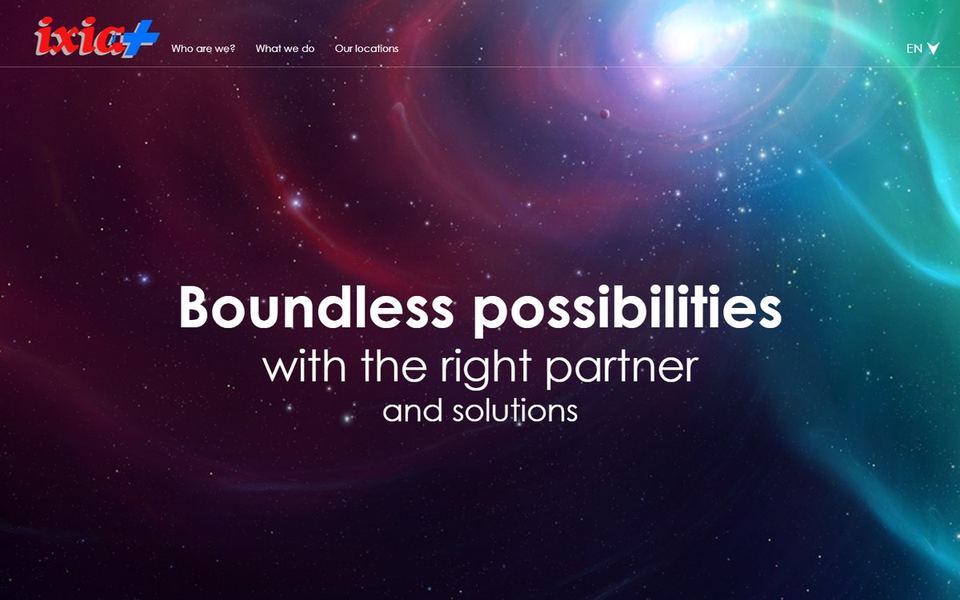 ixia+
Who are we? What we do Our locations
EN
Boundless possibilities
with the right partner
and solutions